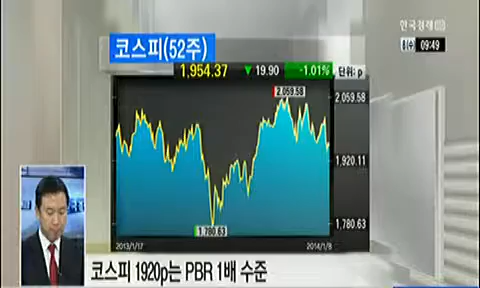 한국경제TV
8(수) 09:49
코스피(52주)
1,954.37 ▼ 19.90 -1.01% 단위: p
2,059.58
2,059.58
1,920.11
1,780.63
1,780.63
2013/1/17 2014/1/8
코스피 1920p는 PBR 1배 수준